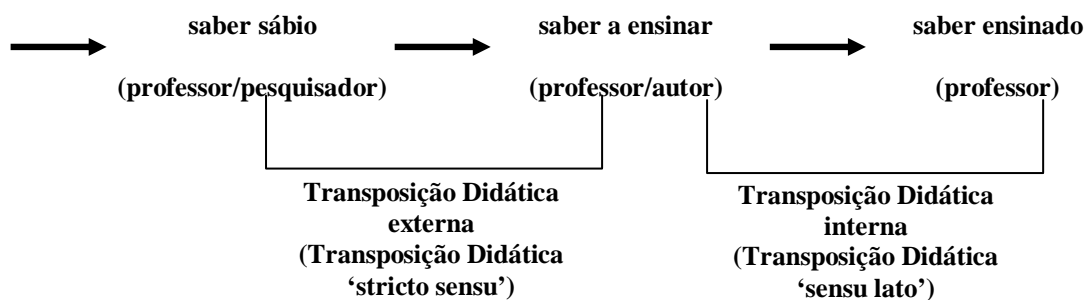 saber sábio saber a ensinar saber ensinado
(professor/pesquisador) (professor/autor) (professor)
Transposição Didática
externa
(Transposição Didática
‘stricto sensu’)
Transposição Didática
interna
(Transposição Didática
‘sensu lato’)